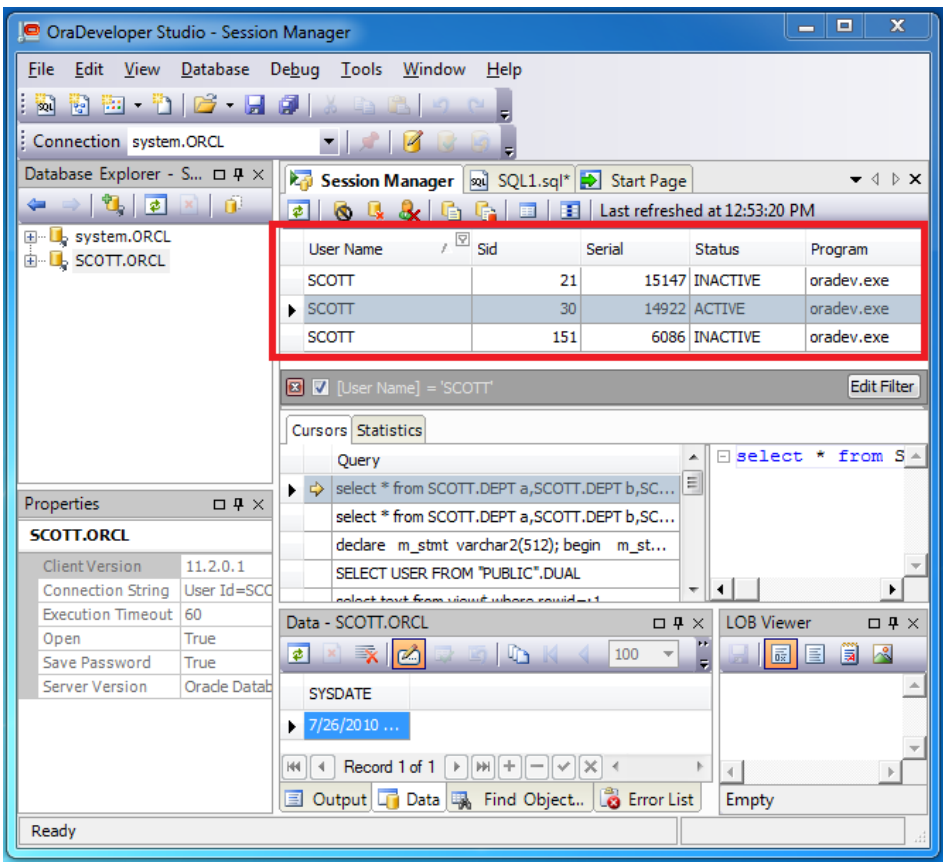 OraDeveloper Studio - Session Manager
File Edit View Database Debug Tools Window Help
Connection system.ORCL
Database Explorer - S...
system.ORCL
SCOTT.ORCL
Session Manager SQL1.sql* Start Page
Last refreshed at 12:53:20 PM
User Name Sid Serial Status Program
SCOTT 21 15147 INACTIVE oradev.exe
SCOTT 30 14922 ACTIVE oradev.exe
SCOTT 151 6086 INACTIVE oradev.exe
[User Name] = 'SCOTT' Edit Filter
Cursors Statistics
Query
select * from SCOTT.DEPT a,SCOTT.DEPT b,SC...
select * from SCOTT.DEPT a,SCOTT.DEPT b,SC...
declare m_stmt varchar2(512); begin m_st...
SELECT USER FROM "PUBLIC".DUAL
select text from view$ where rowid=:1
select * from S
Properties
SCOTT.ORCL
Client Version 11.2.0.1
Connection String User Id=SCO
Execution Timeout 60
Open True
Save Password True
Server Version Oracle Datab
Data - SCOTT.ORCL
100
SYSDATE
7/26/2010 ...
Record 1 of 1
Output Data Find Object... Error List
LOB Viewer
Empty
Ready